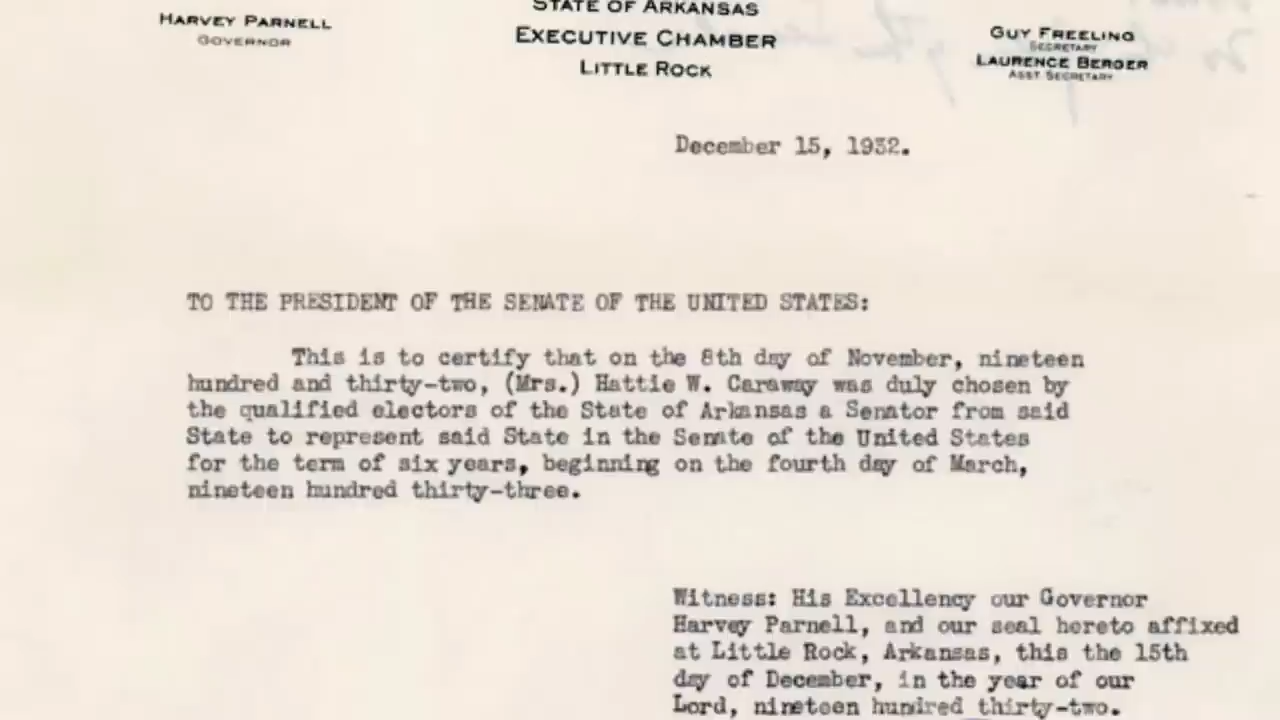 HARVEY PARNELL
GOVERNOR
STATE OF ARKANSAS
EXECUTIVE CHAMBER
LITTLE ROCK
GUY FREELING
SECRETARY
LAURENCE BERGER
ASST SECRETARY
December 15, 1932.
TO THE PRESIDENT OF THE SENATE OF THE UNITED STATES:
This is to certify that on the 8th day of November, nineteen
hundred and thirty-two, (Mrs.) Hattie W. Caraway was duly chosen by
the qualified electors of the State of Arkansas a Senator from said
State to represent said State in the Senate of the United States
for the term of six years, beginning on the fourth day of March,
nineteen hundred thirty-three.
Witness: His Excellency our Governor
Harvey Parnell, and our seal hereto affixed
at Little Rock, Arkansas, this the 15th
day of December, in the year of our
Lord, nineteen hundred thirty-two.